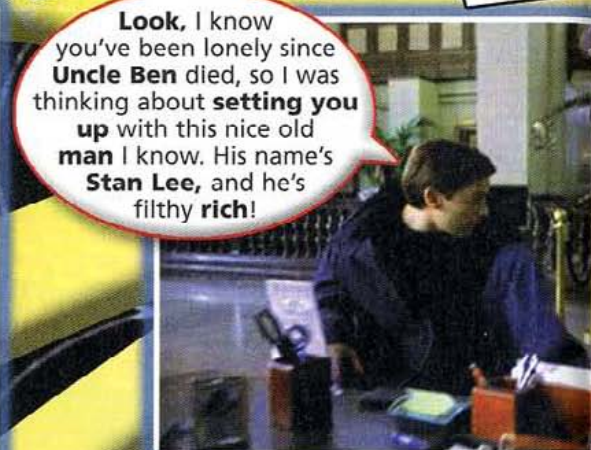 Look, I know
you've been lonely since
Uncle Ben died, so I was
thinking about setting you
up with this nice old
man I know. His name's
Stan Lee, and he's
filthy rich!